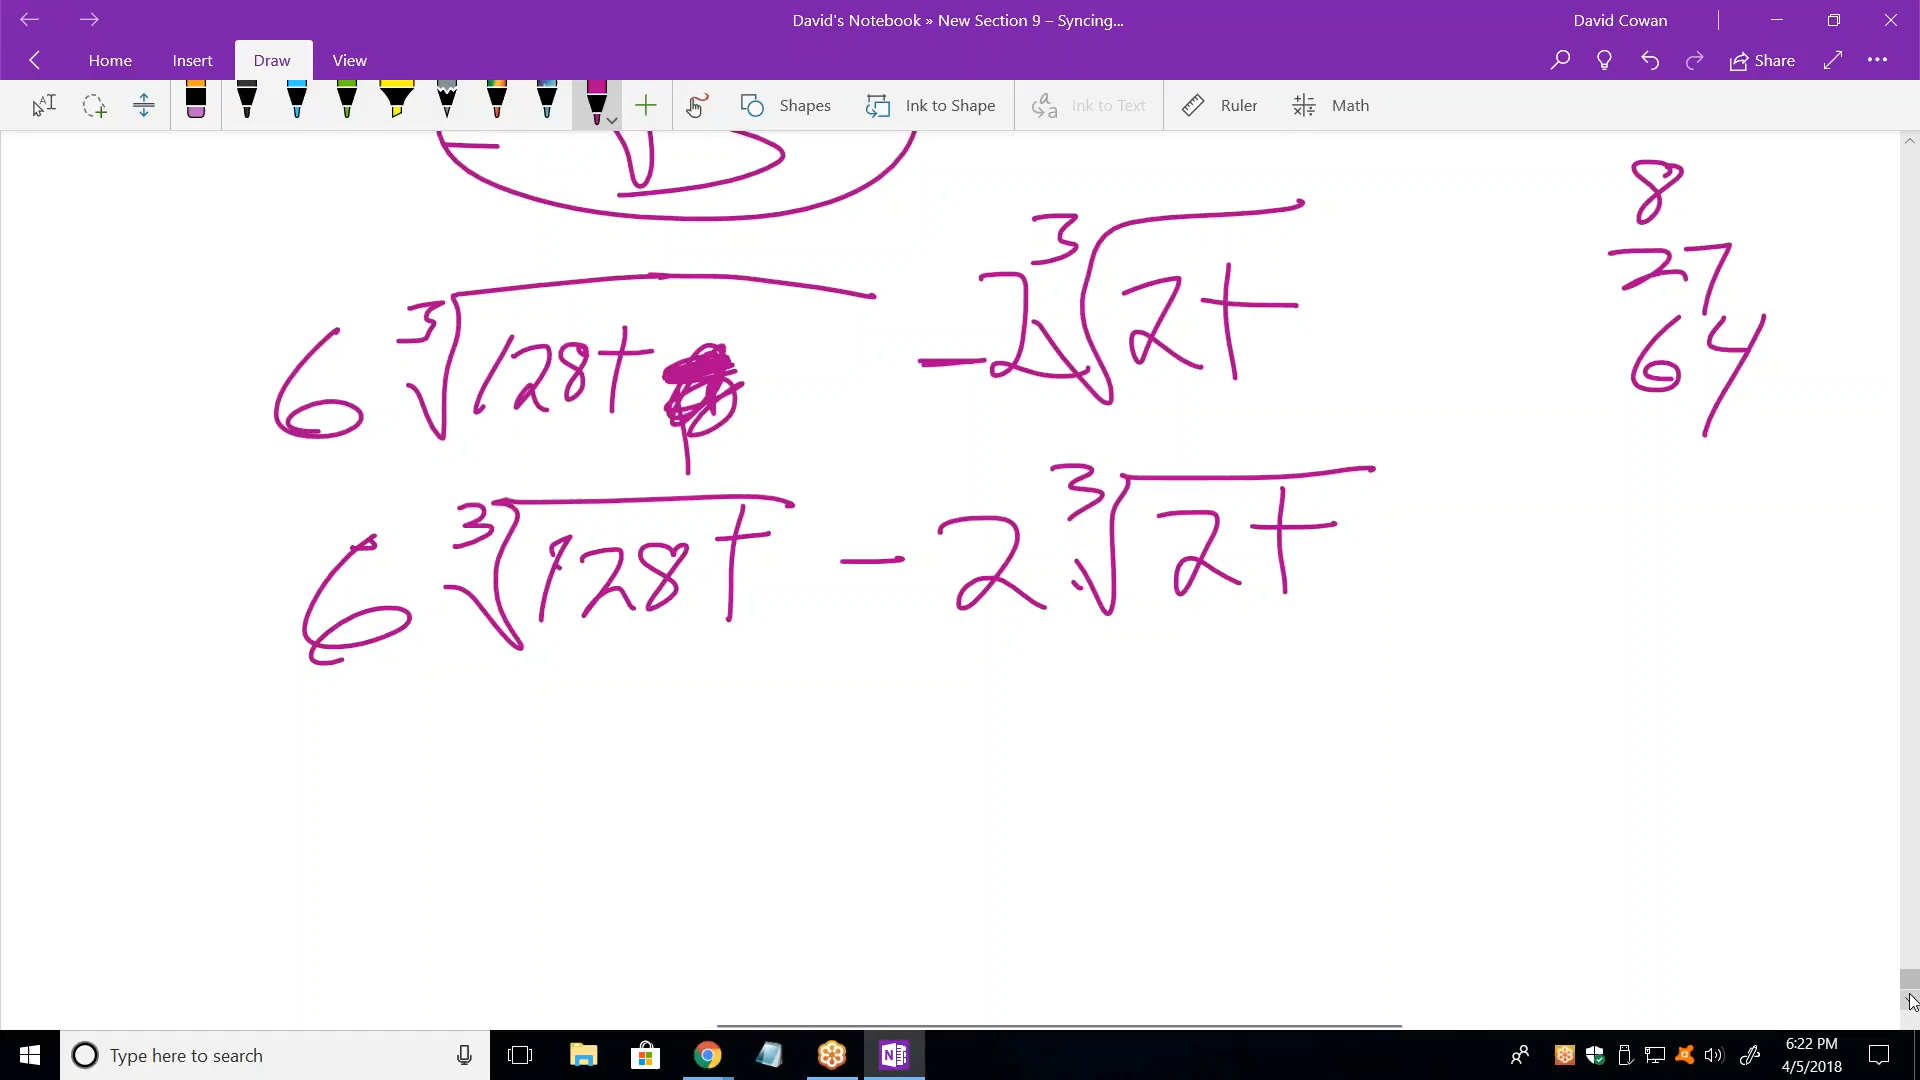 David's Notebook » New Section 9 – Syncing...
David Cowan
Home Insert Draw View
Share
Shapes Ink to Shape Ink to Text Ruler Math
8
27
64
6 ∛128t - 2 ∛2t
6 ∛128t - 2 ∛2t
Type here to search
6:22 PM
4/5/2018